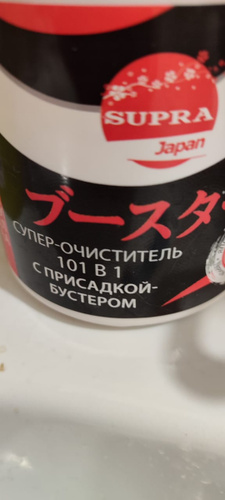 SUPRA
Japan
ブースタ
СУПЕР-ОЧИСТИТЕЛЬ
101 В 1
С ПРИСАДКОЙ-
БУСТЕРОМ